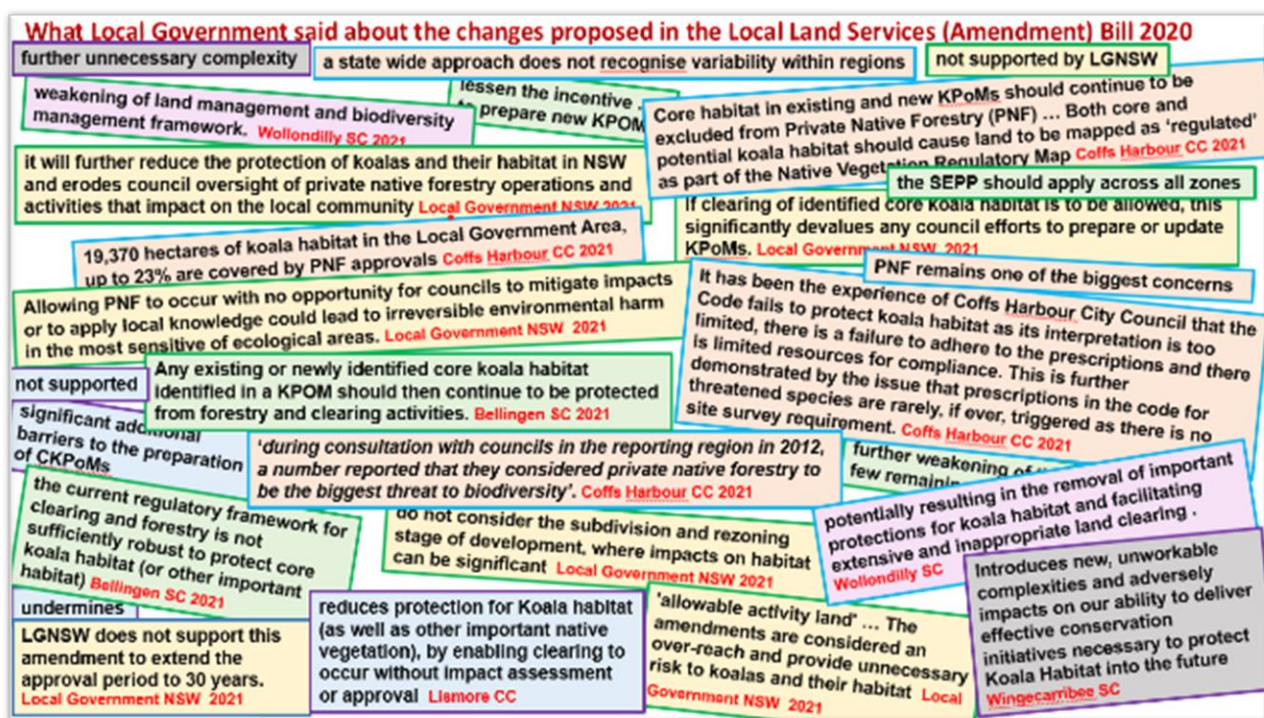 What Local Government said about the changes proposed in the Local Land Services (Amendment) Bill 2020
further unnecessary complexity
a state wide approach does not recognise variability within regions
not supported by LGNSW
weakening of land management and biodiversity
management framework. Wollondilly SC 2021
lessen the incentive .
to prepare new KPOM
Core habitat in existing and new KPoMs should continue to be
excluded from Private Native Forestry (PNF) ... Both core and
potential koala habitat should cause land to be mapped as ‘regulated’
as part of the Native Vegetation Regulatory Map Coffs Harbour CC 2021
it will further reduce the protection of koalas and their habitat in NSW
and erodes council oversight of private native forestry operations and
activities that impact on the local community Local Government NSW 2021
the SEPP should apply across all zones
If clearing of identified core koala habitat is to be allowed, this
significantly devalues any council efforts to prepare or update
KPoMs. Local Government NSW 2021
19,370 hectares of koala habitat in the Local Government Area,
up to 23% are covered by PNF approvals Coffs Harbour CC 2021
PNF remains one of the biggest concerns
Allowing PNF to occur with no opportunity for councils to mitigate impacts
or to apply local knowledge could lead to irreversible environmental harm
in the most sensitive of ecological areas. Local Government NSW 2021
It has been the experience of Coffs Harbour City Council that the
Code fails to protect koala habitat as its interpretation is too
limited, there is a failure to adhere to the prescriptions and there
is limited resources for compliance. This is further
demonstrated by the issue that prescriptions in the code for
threatened species are rarely, if ever, triggered as there is no
site survey requirement. Coffs Harbour CC 2021
not supported
Any existing or newly identified core koala habitat
identified in a KPOM should then continue to be protected
from forestry and clearing activities. Bellingen SC 2021
significant additional
barriers to the preparation
of CKPoMs
‘during consultation with councils in the reporting region in 2012,
a number reported that they considered private native forestry to
be the biggest threat to biodiversity’. Coffs Harbour CC 2021
further weakening of
few remaining
potentially resulting in the removal of important
protections for koala habitat and facilitating
extensive and inappropriate land clearing .
Wollondilly SC
the current regulatory framework for
clearing and forestry is not
sufficiently robust to protect core
koala habitat (or other important
habitat) Bellingen SC 2021
do not consider the subdivision and rezoning
stage of development, where impacts on habitat
can be significant Local Government NSW 2021
Introduces new, unworkable
complexities and adversely
impacts on our ability to deliver
effective conservation
initiatives necessary to protect
Koala Habitat into the future
Wingecarribee SC
undermines
LGNSW does not support this
amendment to extend the
approval period to 30 years.
Local Government NSW 2021
reduces protection for Koala habitat
(as well as other important native
vegetation), by enabling clearing to
occur without impact assessment
or approval Lismore CC
'allowable activity land' ... The
amendments are considered an
over-reach and provide unnecessary
risk to koalas and their habitat Local
Government NSW 2021